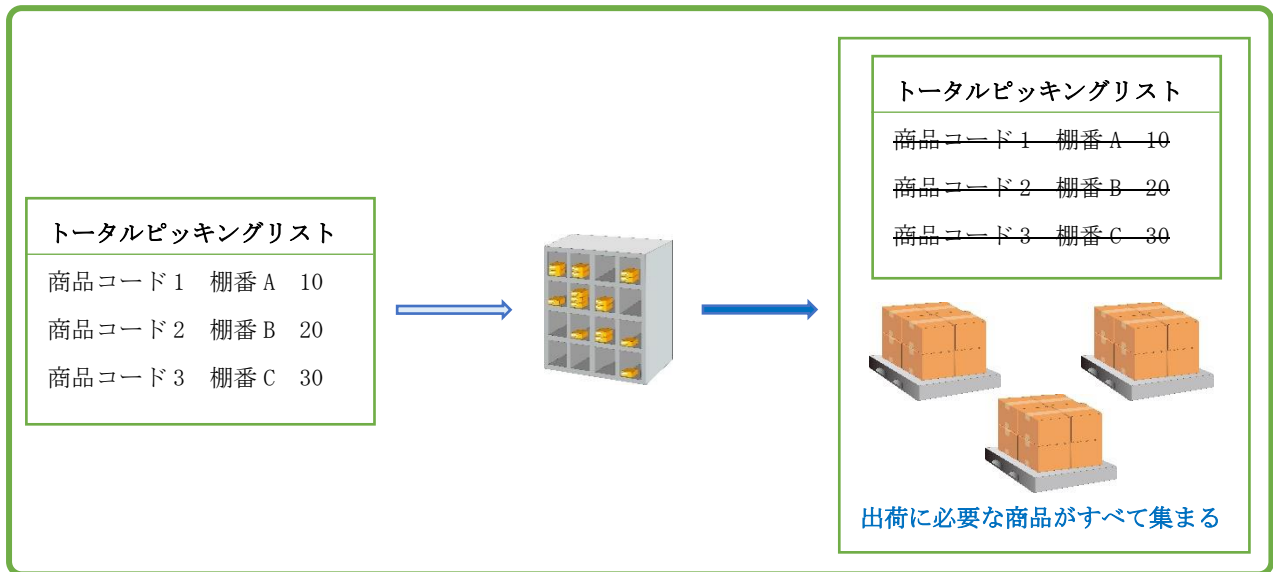 トータルピッキングリスト
商品コード1 棚番A 10
商品コード2 棚番B 20
商品コード3 棚番C 30
トータルピッキングリスト
商品コード1 棚番A 10
商品コード2 棚番B 20
商品コード3 棚番C 30
出荷に必要な商品がすべて集まる